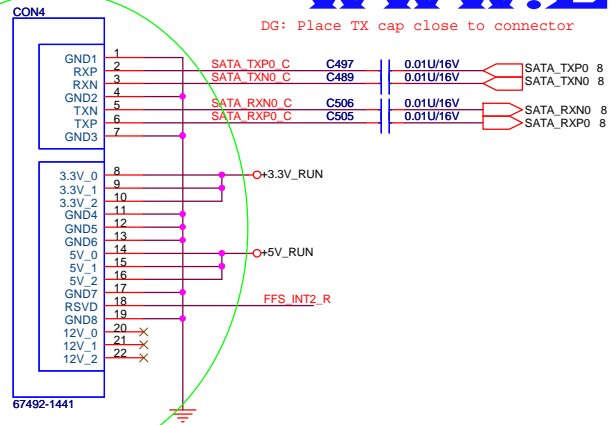 CON4
DG: Place TX cap close to connector
GND1 1
RXP 2 SATA_TXP0_C C497 0.01U/16V SATA_TXP0 8
RXN 3 SATA_TXN0_C C489 0.01U/16V SATA_TXN0 8
GND2 4
TXN 5 SATA_RXN0_C C506 0.01U/16V SATA_RXN0 8
TXP 6 SATA_RXP0_C C505 0.01U/16V SATA_RXP0 8
GND3 7
3.3V_0 8 +3.3V_RUN
3.3V_1 9
3.3V_2 10
GND4 11
GND5 12
GND6 13
5V_0 14 +5V_RUN
5V_1 15
5V_2 16
GND7 17
RSVD 18 FFS_INT2_R
GND8 19
12V_0 20
12V_1 21
12V_2 22
67492-1441